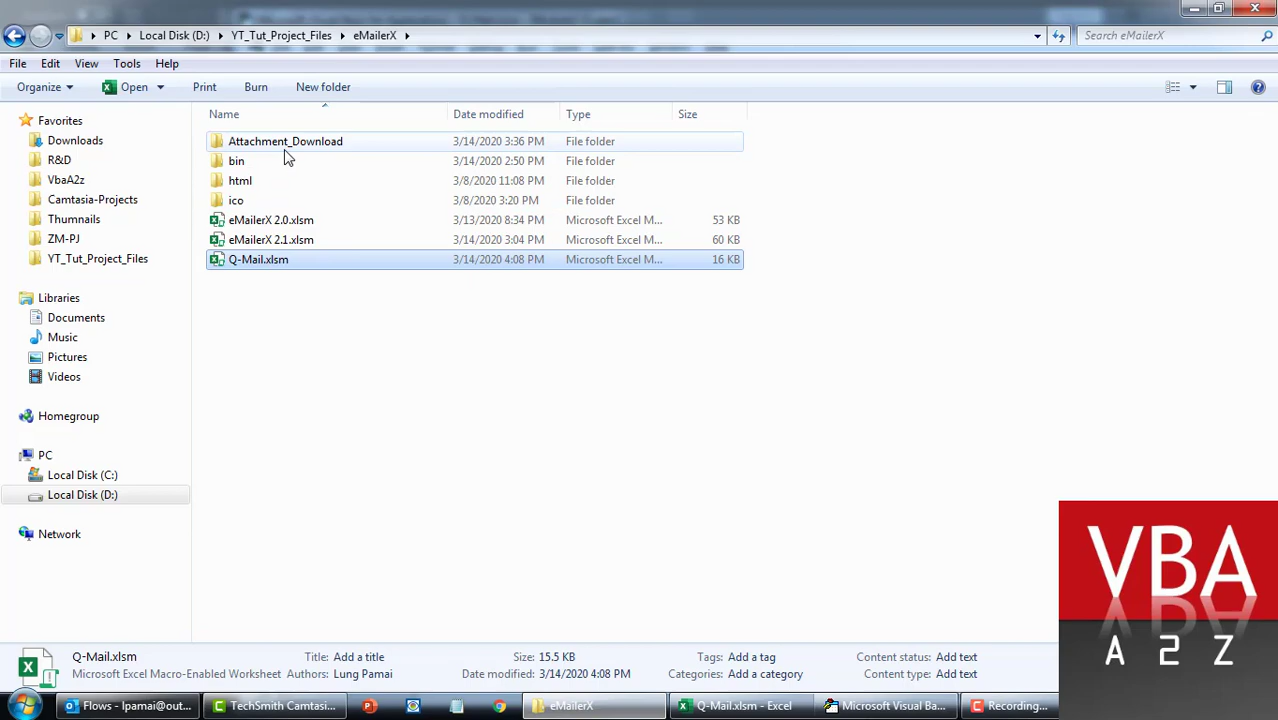 PC ▸ Local Disk (D:) ▸ YT_Tut_Project_Files ▸ eMailerX ▸
Search eMailerX
File Edit View Tools Help
Organize Open Print Burn New folder
Name Date modified Type Size
Favorites
Downloads
R&D
VbaA2z
Camtasia-Projects
Thumnails
ZM-PJ
YT_Tut_Project_Files
Libraries
Documents
Music
Pictures
Videos
Homegroup
PC
Local Disk (C:)
Local Disk (D:)
Network
Attachment_Download 3/14/2020 3:36 PM File folder
bin 3/14/2020 2:50 PM File folder
html 3/8/2020 11:08 PM File folder
ico 3/8/2020 3:20 PM File folder
eMailerX 2.0.xlsm 3/13/2020 8:34 PM Microsoft Excel M... 53 KB
eMailerX 2.1.xlsm 3/14/2020 3:04 PM Microsoft Excel M... 60 KB
Q-Mail.xlsm 3/14/2020 4:08 PM Microsoft Excel M... 16 KB
VBA
A 2 Z
Q-Mail.xlsm Title: Add a title Size: 15.5 KB Tags: Add a tag Content status: Add text
Microsoft Excel Macro-Enabled Worksheet Authors: Lung Pamai Date modified: 3/14/2020 4:08 PM Categories: Add a category Content type: Add text
Flows - lpamai@out... TechSmith Camtasi... eMailerX Q-Mail.xlsm - Excel Microsoft Visual Ba... Recording...